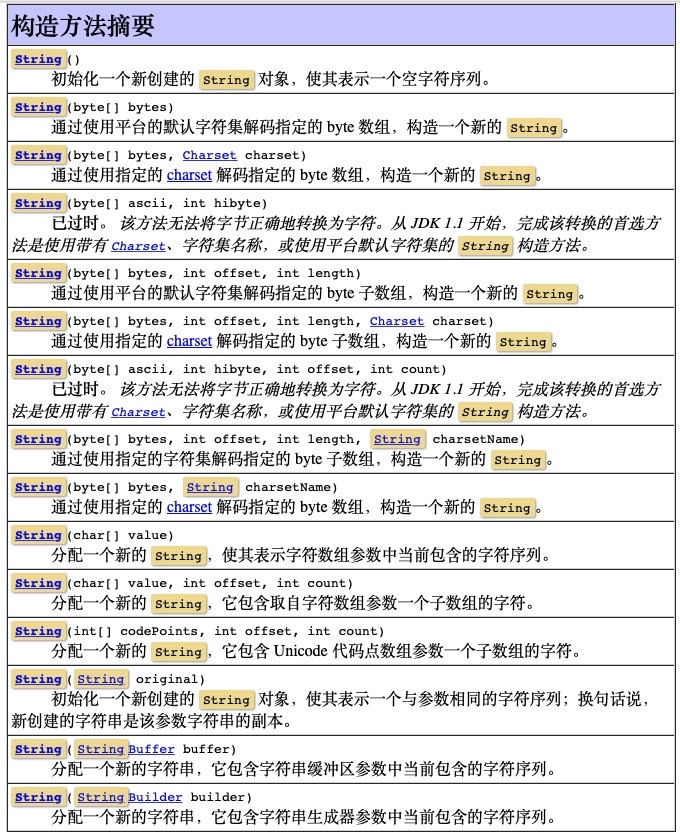 构造方法摘要
String()
初始化一个新创建的 String 对象，使其表示一个空字符序列。
String(byte[] bytes)
通过使用平台的默认字符集解码指定的 byte 数组，构造一个新的 String。
String(byte[] bytes, Charset charset)
通过使用指定的 charset 解码指定的 byte 数组，构造一个新的 String。
String(byte[] ascii, int hibyte)
已过时。 该方法无法将字节正确地转换为字符。从 JDK 1.1 开始，完成该转换的首选方
法是使用带有 Charset、字符集名称，或使用平台默认字符集的 String 构造方法。
String(byte[] bytes, int offset, int length)
通过使用平台的默认字符集解码指定的 byte 子数组，构造一个新的 String。
String(byte[] bytes, int offset, int length, Charset charset)
通过使用指定的 charset 解码指定的 byte 子数组，构造一个新的 String。
String(byte[] ascii, int hibyte, int offset, int count)
已过时。 该方法无法将字节正确地转换为字符。从 JDK 1.1 开始，完成该转换的首选方
法是使用带有 Charset、字符集名称，或使用平台默认字符集的 String 构造方法。
String(byte[] bytes, int offset, int length, String charsetName)
通过使用指定的字符集解码指定的 byte 子数组，构造一个新的 String。
String(byte[] bytes, String charsetName)
通过使用指定的 charset 解码指定的 byte 数组，构造一个新的 String。
String(char[] value)
分配一个新的 String，使其表示字符数组参数中当前包含的字符序列。
String(char[] value, int offset, int count)
分配一个新的 String，它包含取自字符数组参数一个子数组的字符。
String(int[] codePoints, int offset, int count)
分配一个新的 String，它包含 Unicode 代码点数组参数一个子数组的字符。
String(String original)
初始化一个新创建的 String 对象，使其表示一个与参数相同的字符序列；换句话说，
新创建的字符串是该参数字符串的副本。
String(StringBuffer buffer)
分配一个新的字符串，它包含字符串缓冲区参数中当前包含的字符序列。
String(StringBuilder builder)
分配一个新的字符串，它包含字符串生成器参数中当前包含的字符序列。